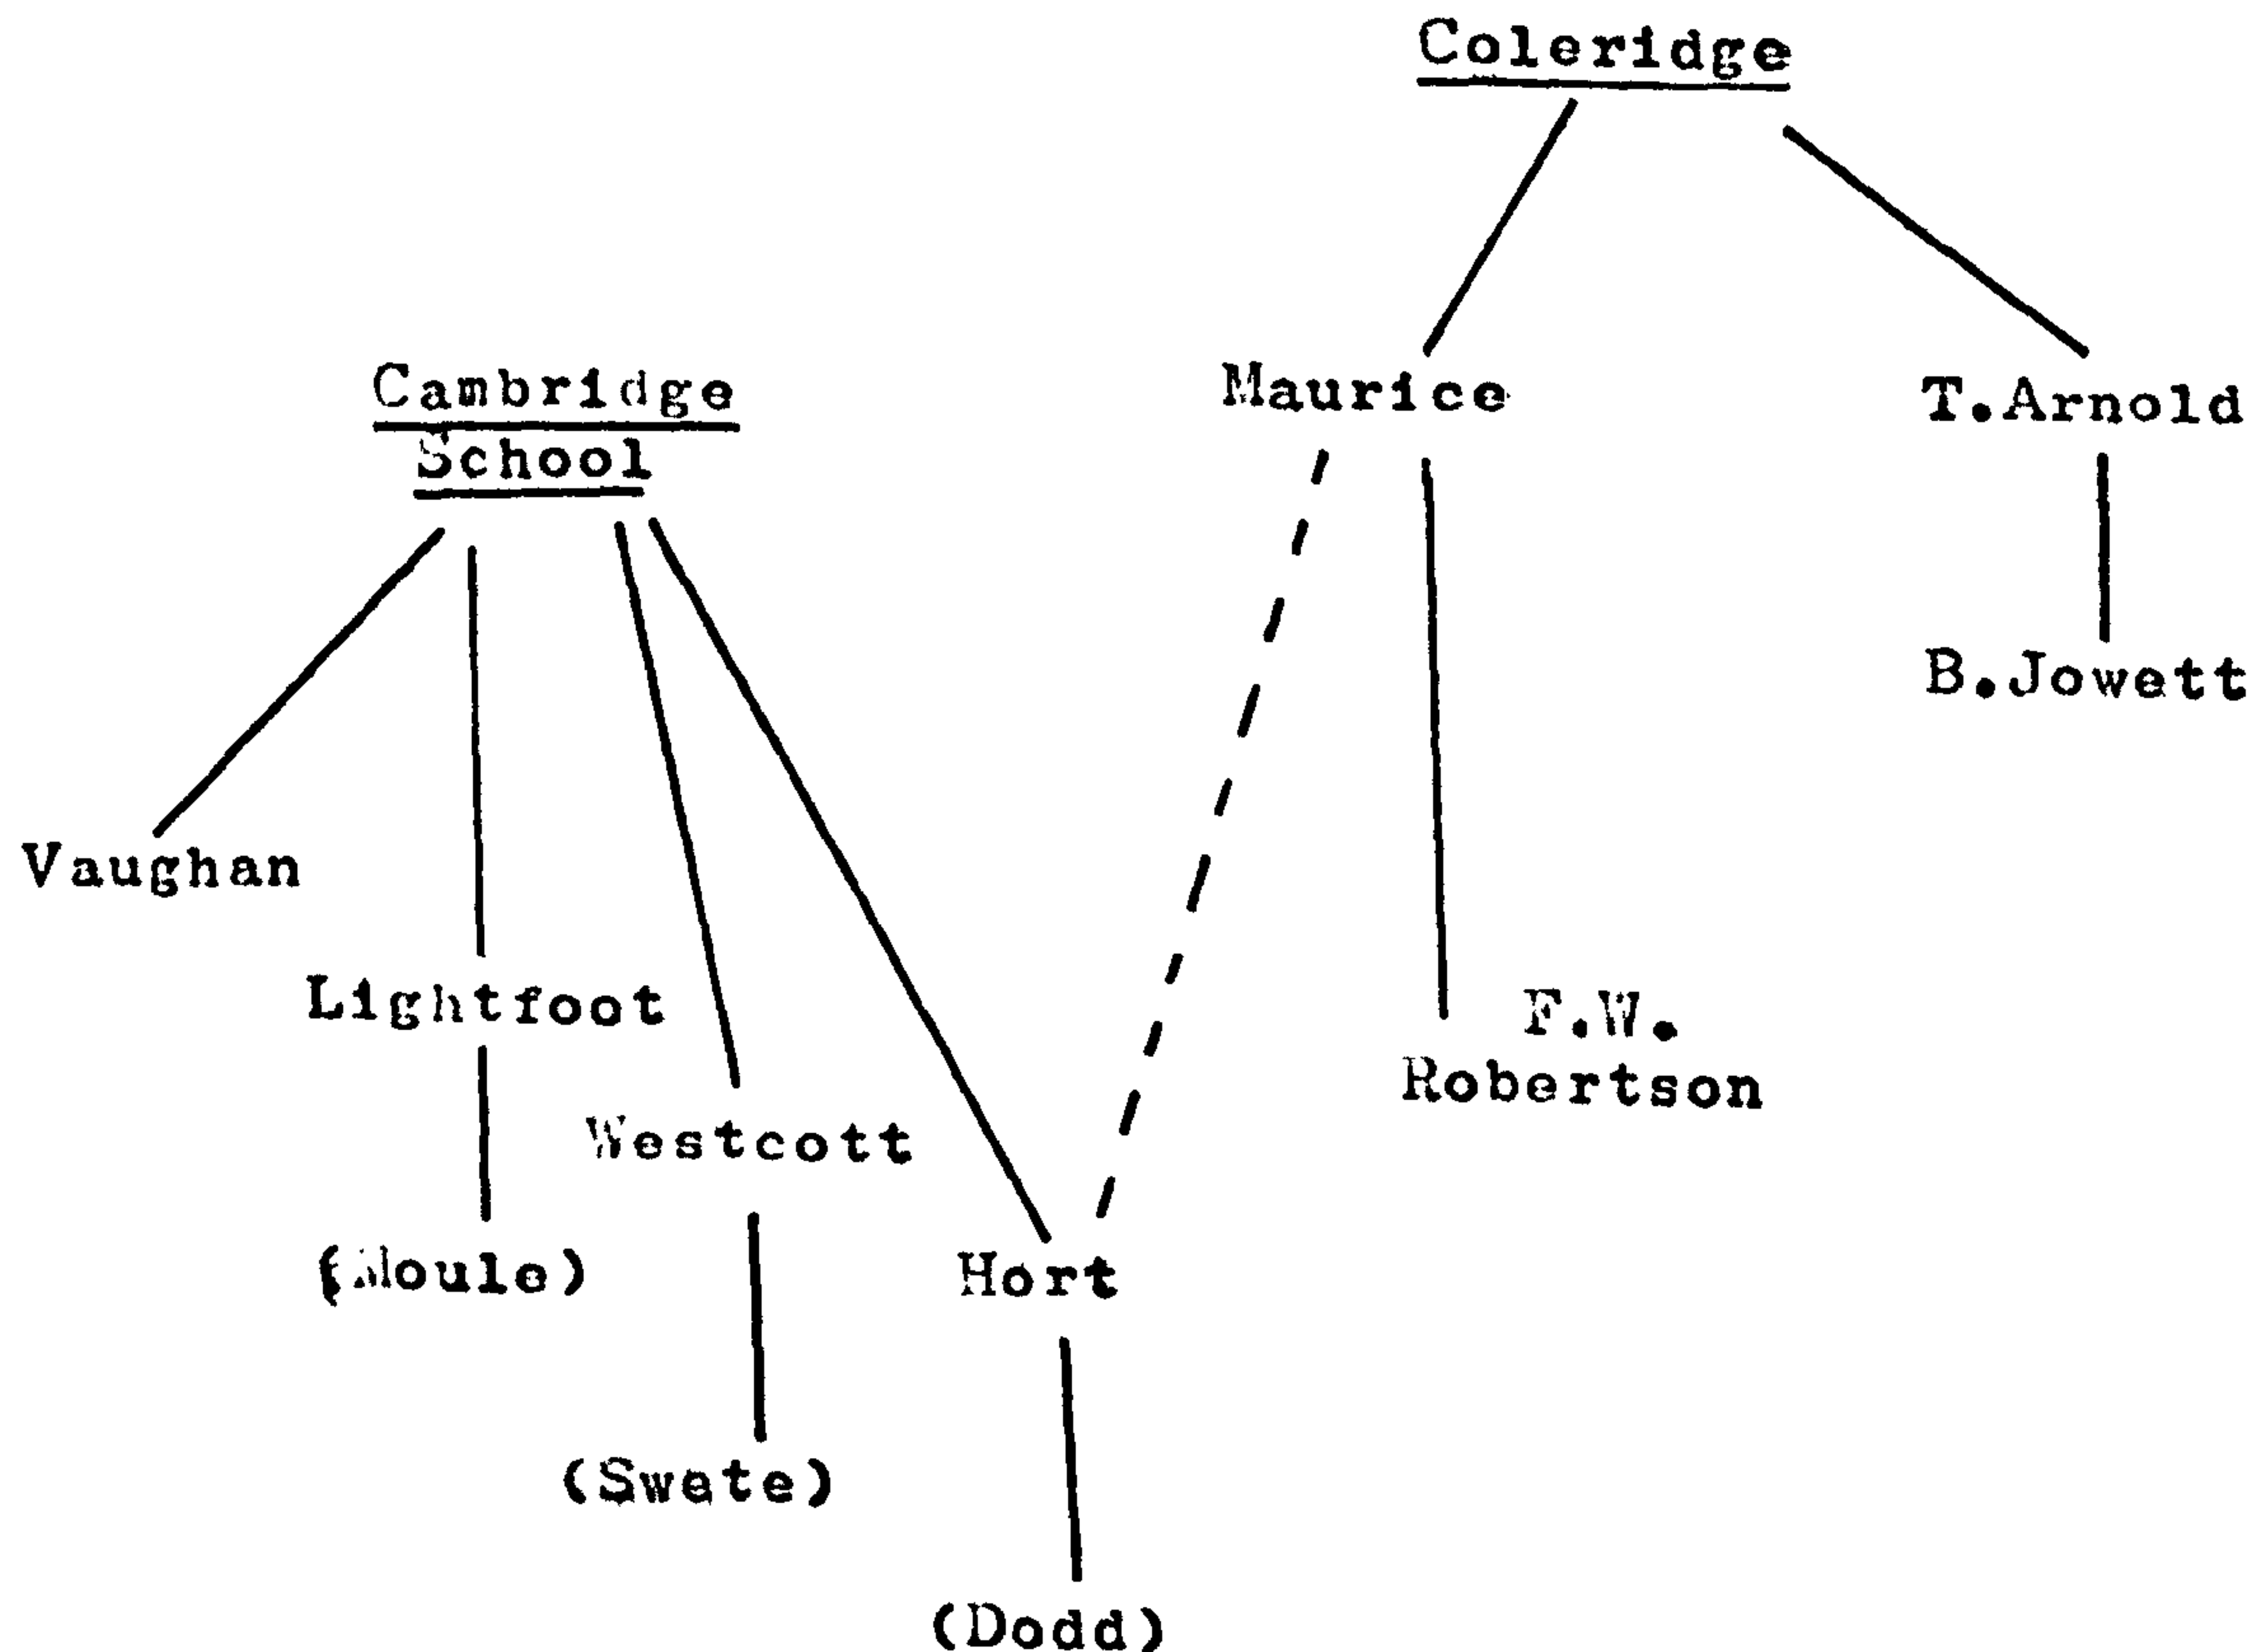 Coleridge
Cambridge
School
Maurice
T.Arnold
B.Jowett
Vaughan
Lightfoot
F.W.
Robertson
Westcott
(Moule)
Hort
(Swete)
(Dodd)